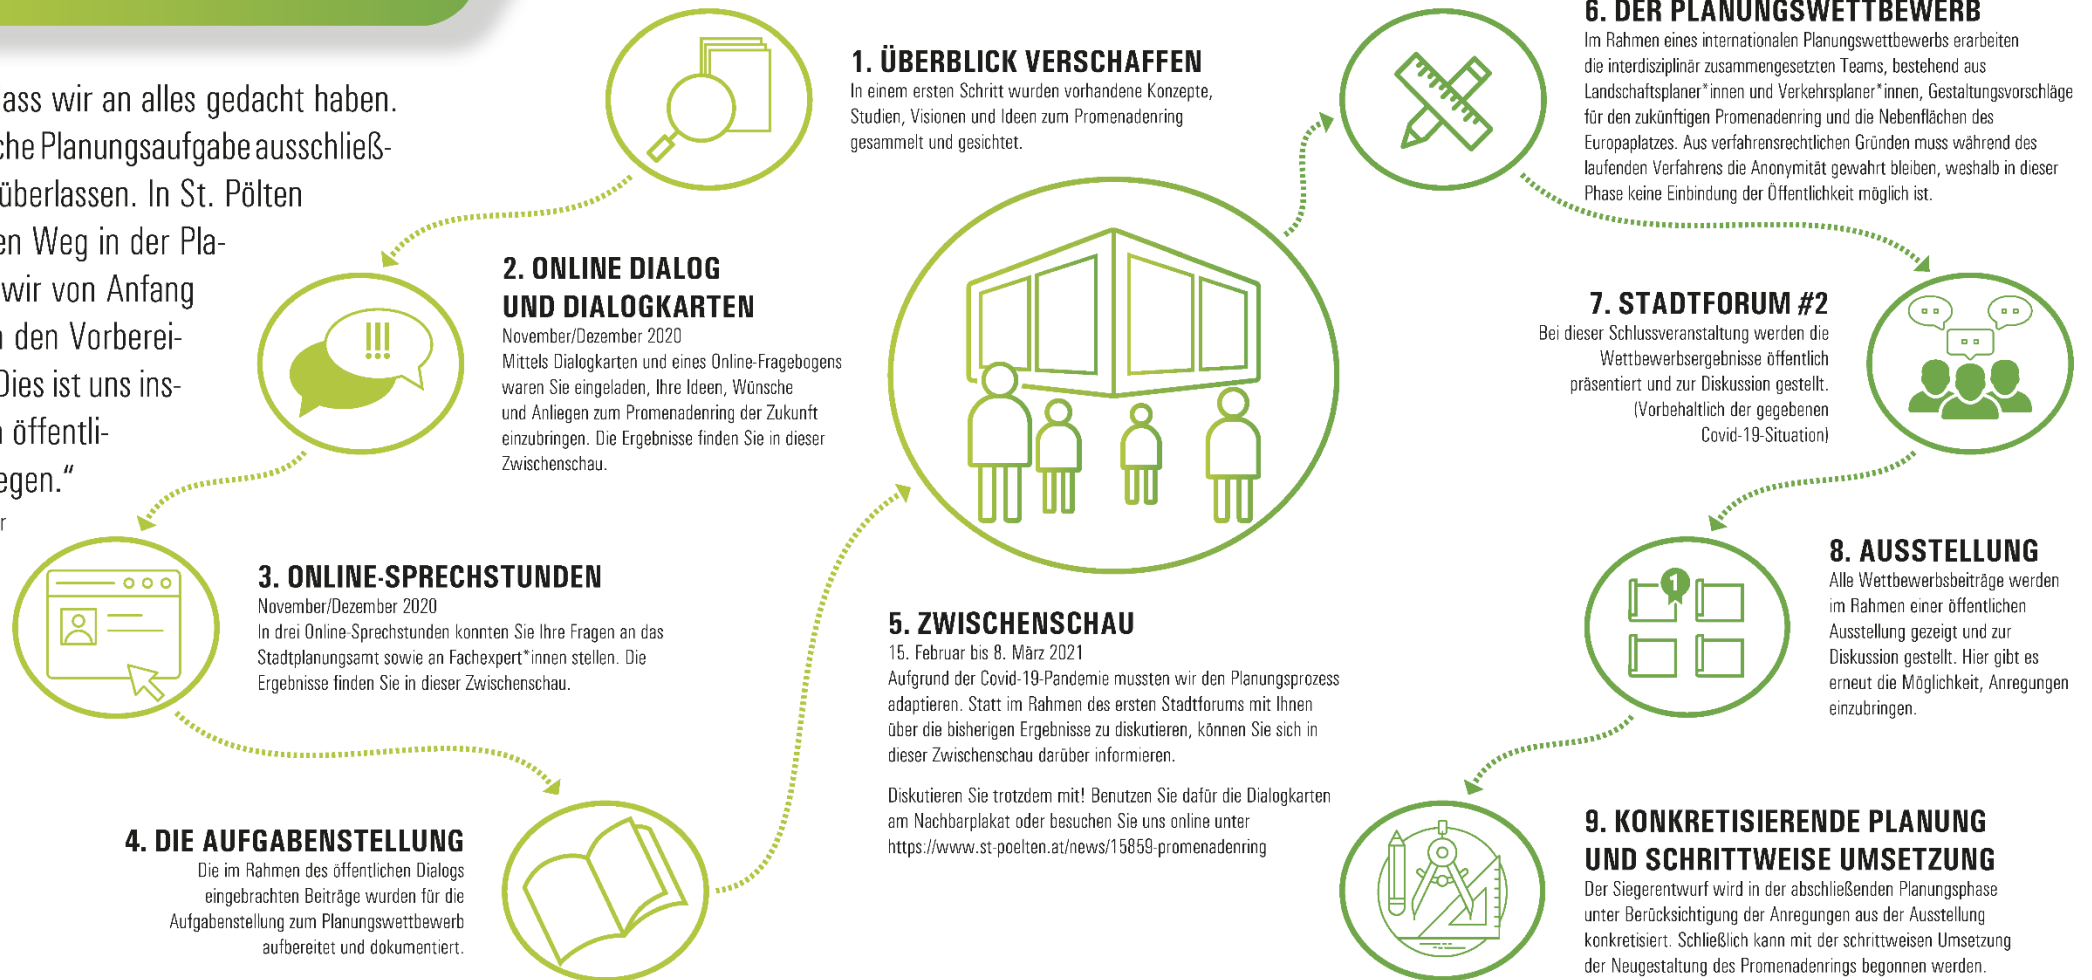 ass wir an alles gedacht haben.
che Planungsaufgabe ausschließ-
überlassen. In St. Pölten
en Weg in der Pla-
wir von Anfang
den Vorberei-
Dies ist uns ins-
öffentli-
egen.“
r
1. ÜBERBLICK VERSCHAFFEN
In einem ersten Schritt wurden vorhandene Konzepte,
Studien, Visionen und Ideen zum Promenadenring
gesammelt und gesichtet.
!!!
2. ONLINE DIALOG
UND DIALOGKARTEN
November/Dezember 2020
Mittels Dialogkarten und eines Online-Fragebogens
waren Sie eingeladen, Ihre Ideen, Wünsche
und Anliegen zum Promenadenring der Zukunft
einzubringen. Die Ergebnisse finden Sie in dieser
Zwischenschau.
3. ONLINE-SPRECHSTUNDEN
November/Dezember 2020
In drei Online-Sprechstunden konnten Sie Ihre Fragen an das
Stadtplanungsamt sowie an Fachexpert*innen stellen. Die
Ergebnisse finden Sie in dieser Zwischenschau.
4. DIE AUFGABENSTELLUNG
Die im Rahmen des öffentlichen Dialogs
eingebrachten Beiträge wurden für die
Aufgabenstellung zum Planungswettbewerb
aufbereitet und dokumentiert.
5. ZWISCHENSCHAU
15. Februar bis 8. März 2021
Aufgrund der Covid-19-Pandemie mussten wir den Planungsprozess
adaptieren. Statt im Rahmen des ersten Stadtforums mit Ihnen
über die bisherigen Ergebnisse zu diskutieren, können Sie sich in
dieser Zwischenschau darüber informieren.
Diskutieren Sie trotzdem mit! Benutzen Sie dafür die Dialogkarten
am Nachbarplakat oder besuchen Sie uns online unter
https://www.st-poelten.at/news/15859-promenadenring
6. DER PLANUNGSWETTBEWERB
Im Rahmen eines internationalen Planungswettbewerbs erarbeiten
die interdisziplinär zusammengesetzten Teams, bestehend aus
Landschaftsplaner*innen und Verkehrsplaner*innen, Gestaltungsvorschläge
für den zukünftigen Promenadenring und die Nebenflächen des
Europaplatzes. Aus verfahrensrechtlichen Gründen muss während des
laufenden Verfahrens die Anonymität gewahrt bleiben, weshalb in dieser
Phase keine Einbindung der Öffentlichkeit möglich ist.
7. STADTFORUM #2
Bei dieser Schlussveranstaltung werden die
Wettbewerbsergebnisse öffentlich
präsentiert und zur Diskussion gestellt.
(Vorbehaltlich der gegebenen
Covid-19-Situation)
1
8. AUSSTELLUNG
Alle Wettbewerbsbeiträge werden
im Rahmen einer öffentlichen
Ausstellung gezeigt und zur
Diskussion gestellt. Hier gibt es
erneut die Möglichkeit, Anregungen
einzubringen.
9. KONKRETISIERENDE PLANUNG
UND SCHRITTWEISE UMSETZUNG
Der Siegerentwurf wird in der abschließenden Planungsphase
unter Berücksichtigung der Anregungen aus der Ausstellung
konkretisiert. Schließlich kann mit der schrittweisen Umsetzung
der Neugestaltung des Promenadenrings begonnen werden.